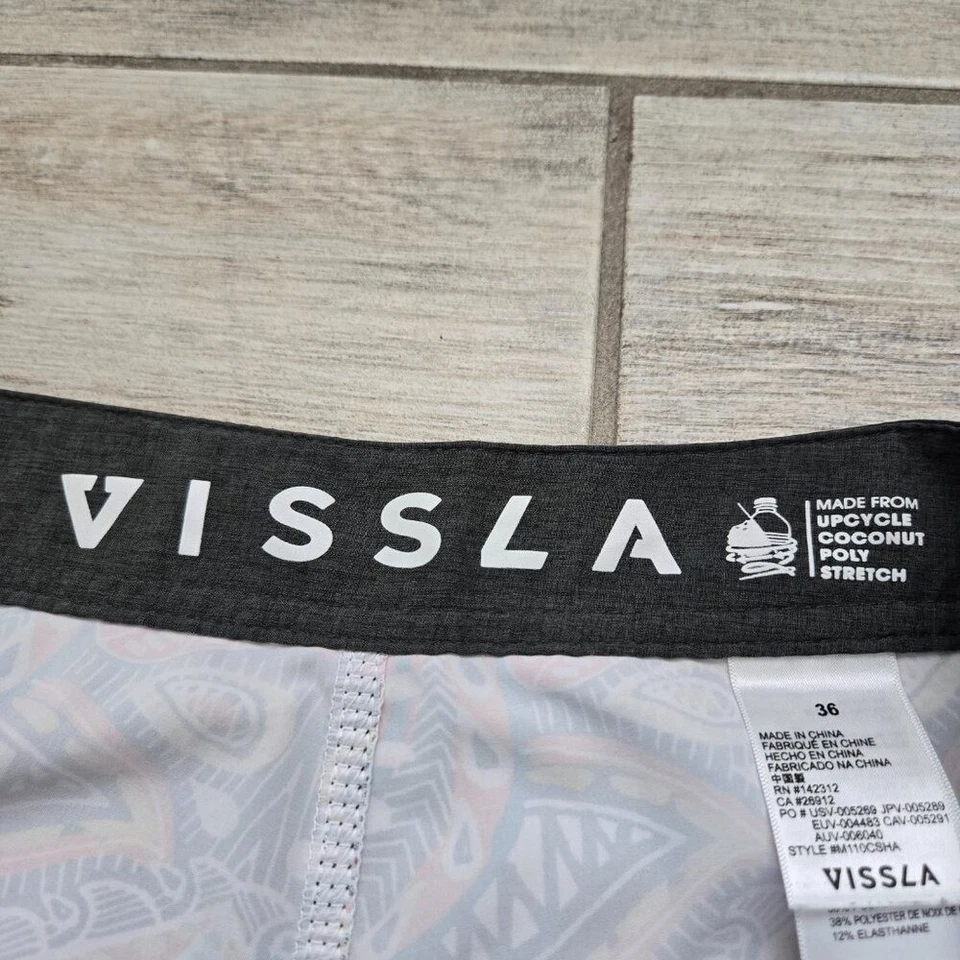 VISSLA
MADE FROM
UPCYCLE
COCONUT
POLY
STRETCH
36
MADE IN CHINA
FABRIQUÉ EN CHINE
HECHO EN CHINA
FABRICADO NA CHINA
中国製
RN #142312
CA #26912
PO # USV-005269 JPV-005289
EUV-004483 CAV-005291
AUV-006040
STYLE #M110CSHA
VISSLA
38% POLYESTER DE NOIX DE
12% ELASTHANNE